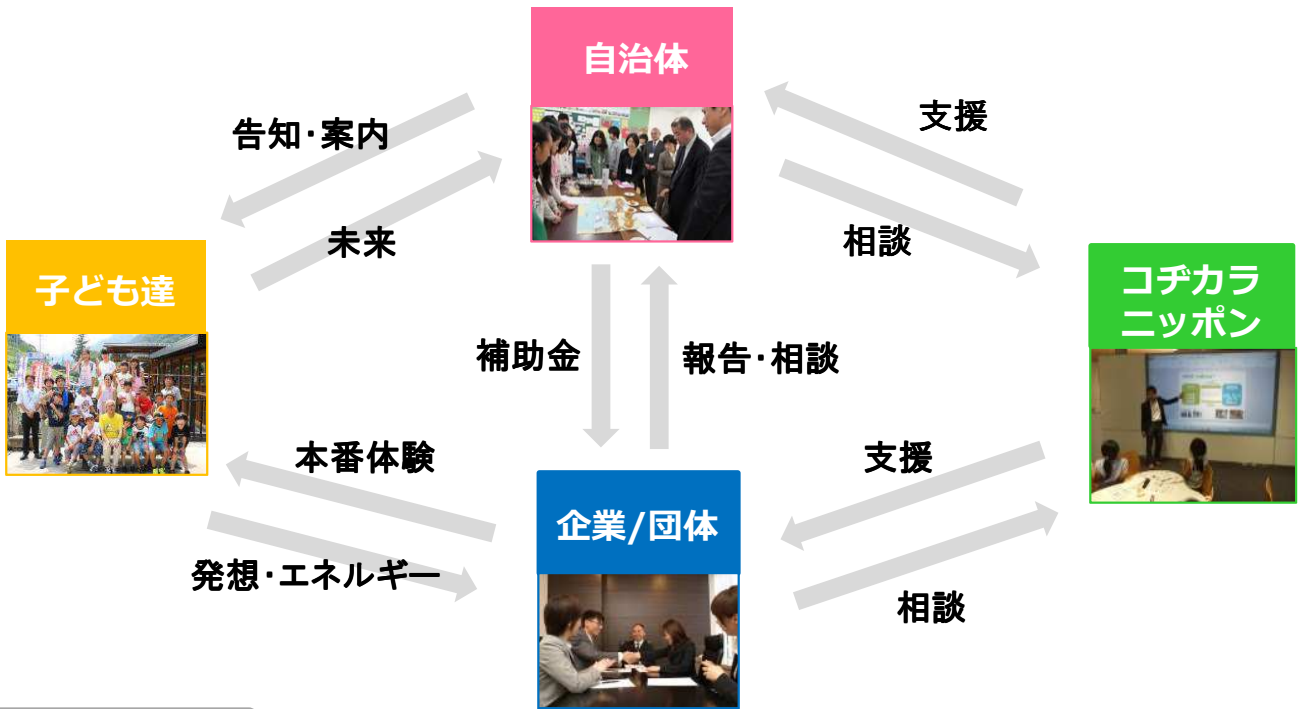 自治体
告知・案内
支援
未来
相談
子ども達
コヂカラ
ニッポン
補助金
報告・相談
本番体験
支援
企業/団体
発想・エネルギー
相談